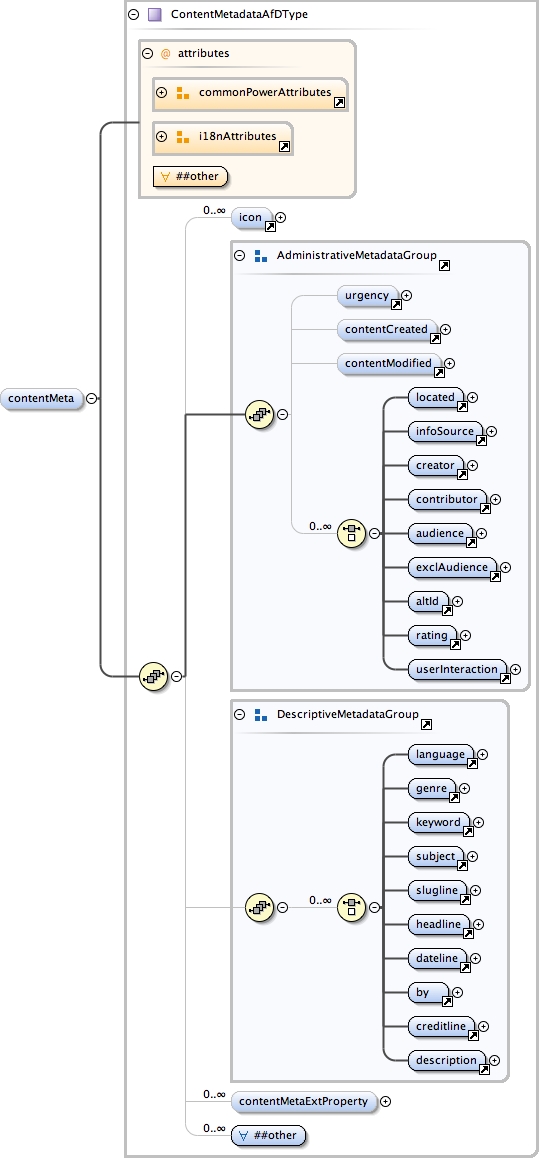 ContentMetadataAfDType
@ attributes
commonPowerAttributes
i18nAttributes
∀ ##other
0..∞
icon
AdministrativeMetadataGroup
urgency
contentCreated
contentModified
contentMeta
located
infoSource
creator
contributor
0..∞
audience
exclAudience
altId
rating
userInteraction
DescriptiveMetadataGroup
language
genre
keyword
subject
slugline
0..∞
headline
dateline
by
creditline
description
0..∞
contentMetaExtProperty
0..∞
∀ ##other